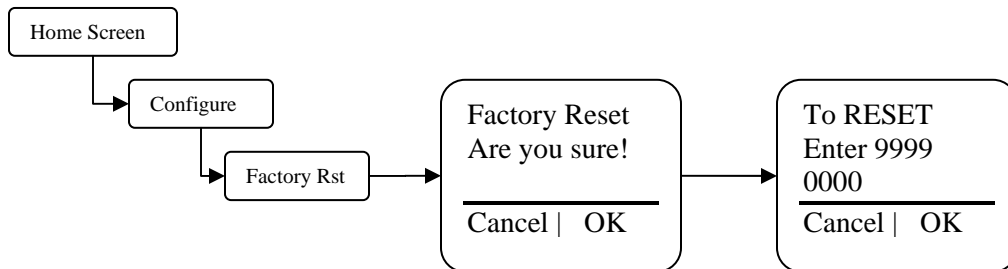 Home Screen
Configure
Factory Rst
Factory Reset
Are you sure!
Cancel | OK
To RESET
Enter 9999
0000
Cancel | OK